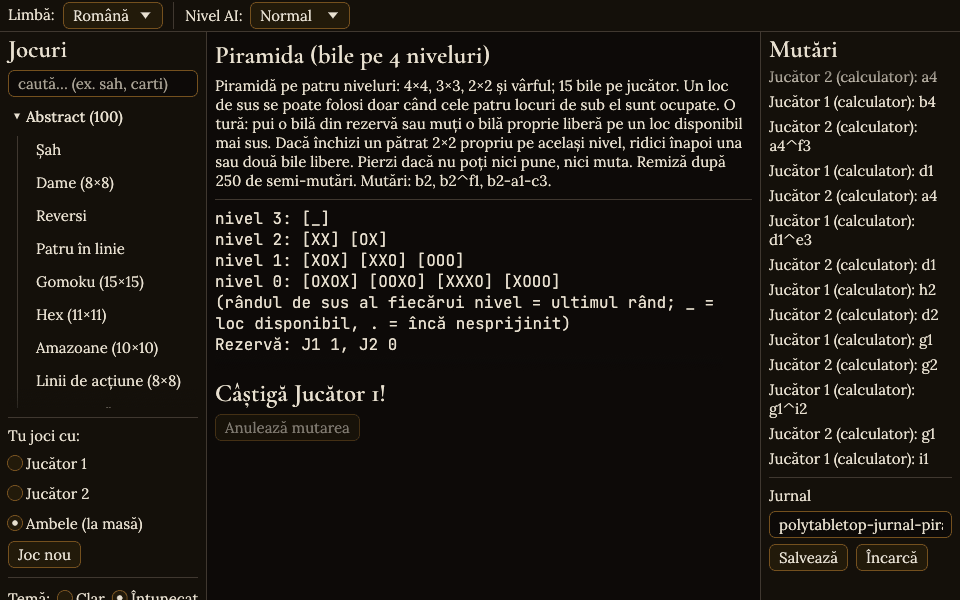 Limbă:
Română
Nivel AI:
Normal
Jocuri
caută... (ex. sah, carti)
Abstract (100)
Șah
Dame (8×8)
Reversi
Patru în linie
Gomoku (15×15)
Hex (11×11)
Amazoane (10×10)
Linii de acțiune (8×8)
Tu joci cu:
Jucător 1
Jucător 2
Ambele (la masă)
Joc nou
Temă:
Clar
Întunecat
Piramida (bile pe 4 niveluri)
Piramidă pe patru niveluri: 4×4, 3×3, 2×2 și vârful; 15 bile pe jucător. Un loc
de sus se poate folosi doar când cele patru locuri de sub el sunt ocupate. O
tură: pui o bilă din rezervă sau muți o bilă proprie liberă pe un loc disponibil
mai sus. Dacă închizi un pătrat 2×2 propriu pe același nivel, ridici înapoi una
sau două bile libere. Pierzi dacă nu poți nici pune, nici muta. Remiză după
250 de semi-mutări. Mutări: b2, b2^f1, b2-a1-c3.
nivel 3: [_]
nivel 2: [XX] [OX]
nivel 1: [XOX] [XXO] [OOO]
nivel 0: [OXOX] [OOXO] [XXXO] [XOOO]
(rândul de sus al fiecărui nivel = ultimul rând; _ =
loc disponibil, . = încă nesprijinit)
Rezervă: J1 1, J2 0
Câștigă Jucător 1!
Anulează mutarea
Mutări
Jucător 2 (calculator): a4
Jucător 1 (calculator): b4
Jucător 2 (calculator):
a4^f3
Jucător 1 (calculator): d1
Jucător 2 (calculator): a4
Jucător 1 (calculator):
d1^e3
Jucător 2 (calculator): d1
Jucător 1 (calculator): h2
Jucător 2 (calculator): d2
Jucător 1 (calculator): g1
Jucător 2 (calculator): g2
Jucător 1 (calculator):
g1^i2
Jucător 2 (calculator): g1
Jucător 1 (calculator): i1
Jurnal
polytabletop-jurnal-pira
Salvează
Încarcă